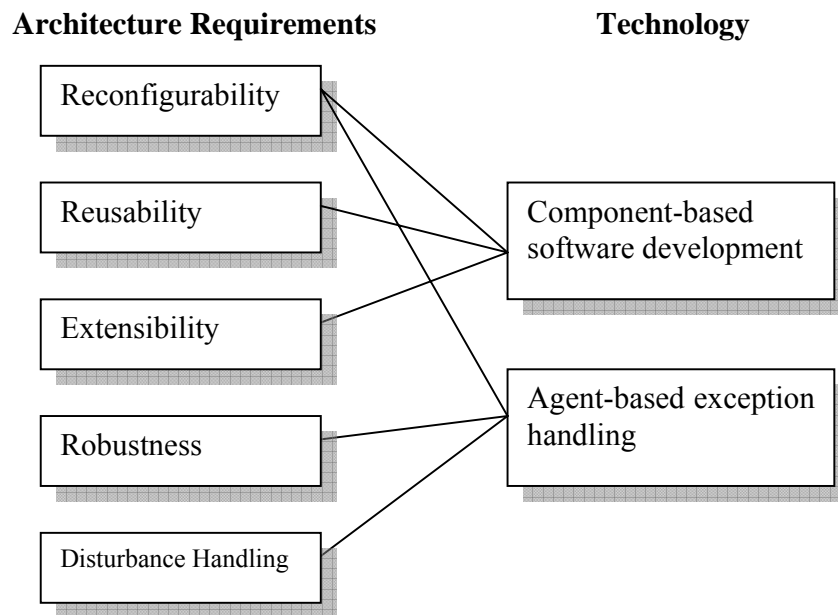 Architecture Requirements
Technology
Reconfigurability
Reusability
Extensibility
Robustness
Disturbance Handling
Component-based
software development
Agent-based exception
handling